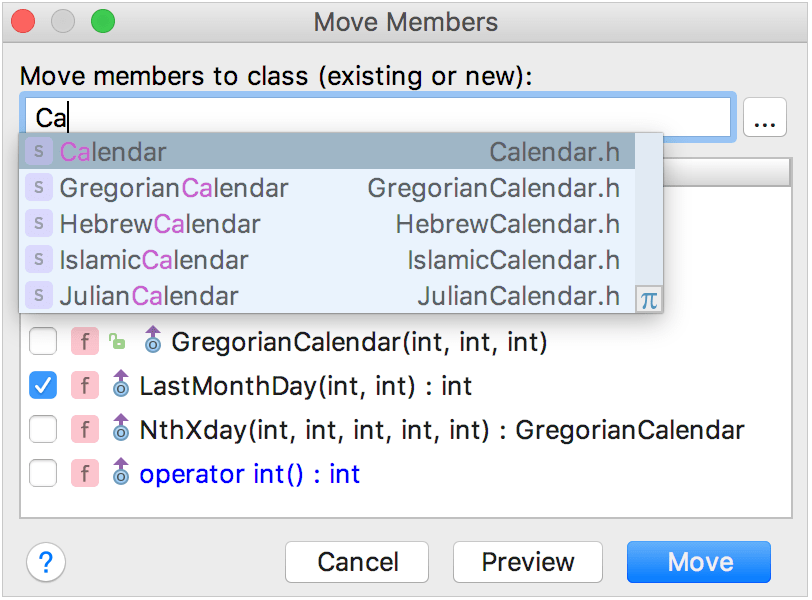 Move Members
Move members to class (existing or new):
Ca
...
S Calendar Calendar.h
S GregorianCalendar GregorianCalendar.h
S HebrewCalendar HebrewCalendar.h
S IslamicCalendar IslamicCalendar.h
S JulianCalendar JulianCalendar.h
π
f GregorianCalendar(int, int, int)
f LastMonthDay(int, int) : int
f NthXday(int, int, int, int, int) : GregorianCalendar
f operator int() : int
? Cancel Preview Move